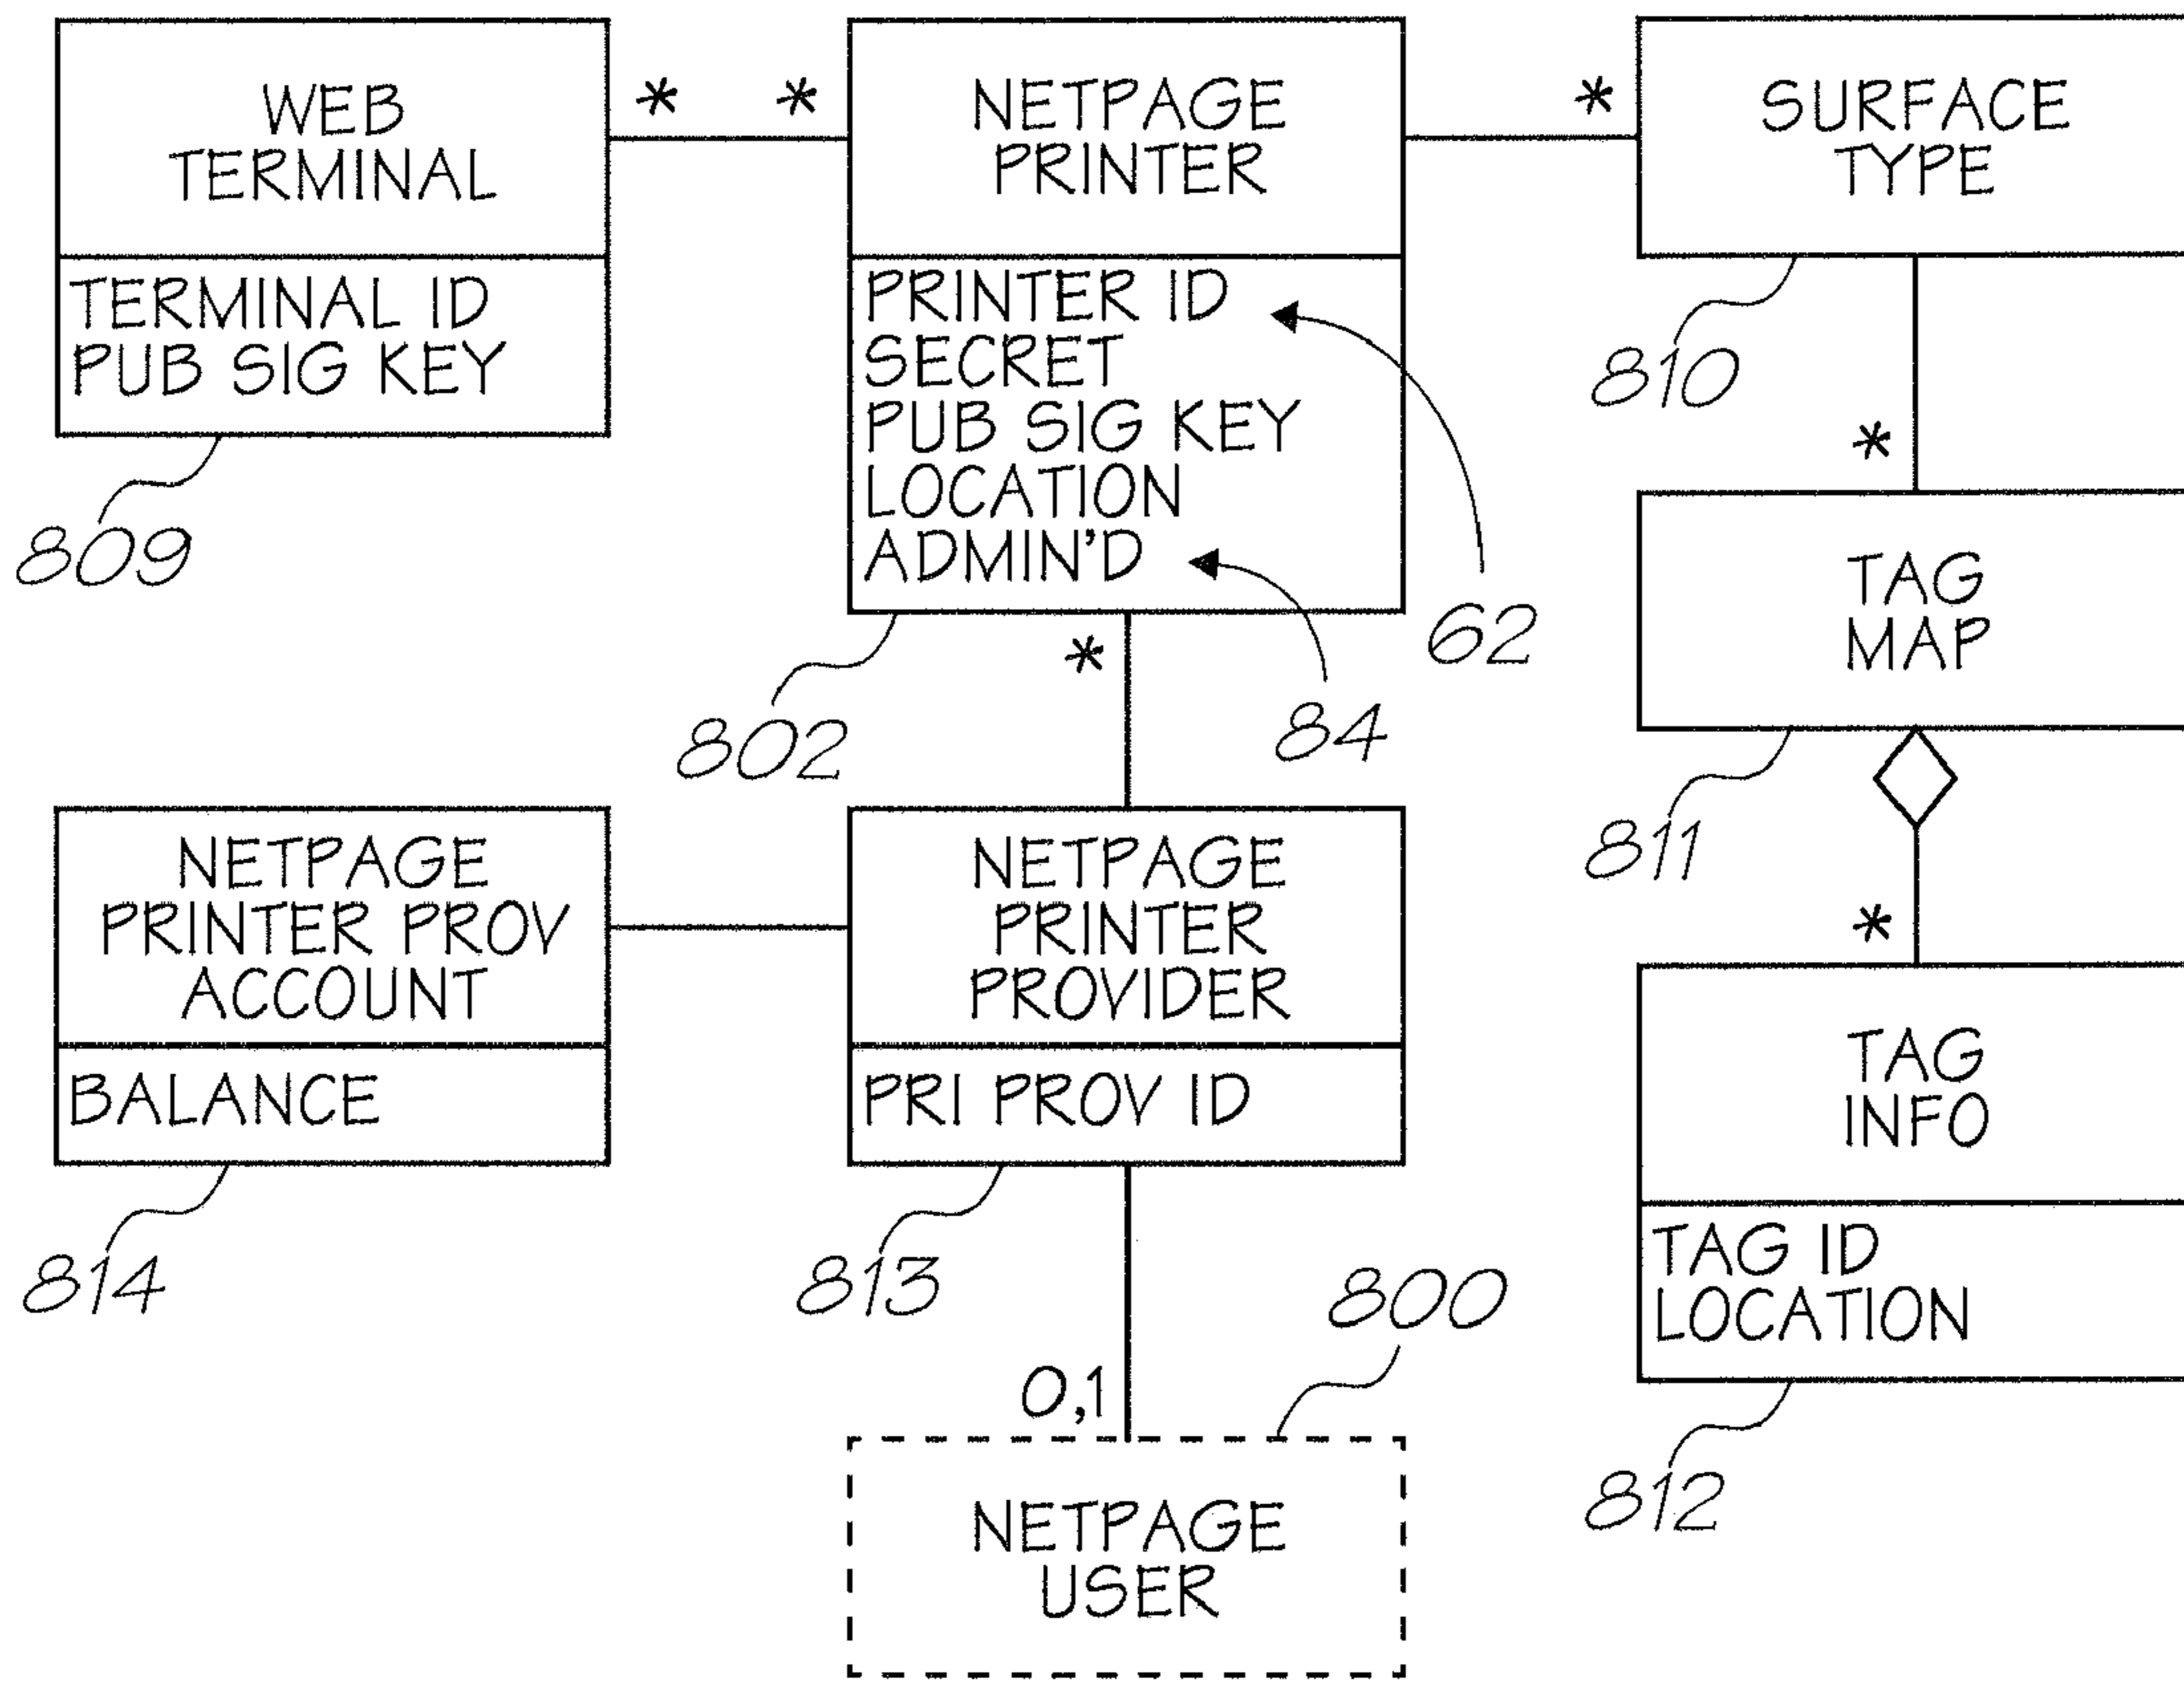 WEB
TERMINAL
TERMINAL ID
PUB SIG KEY
809
*
*
NETPAGE
PRINTER
PRINTER ID
SECRET
PUB SIG KEY
LOCATION
ADMIN'D
62
84
802
*
*
SURFACE
TYPE
810
*
TAG
MAP
811
*
TAG
INFO
TAG ID
LOCATION
812
NETPAGE
PRINTER PROV
ACCOUNT
BALANCE
814
NETPAGE
PRINTER
PROVIDER
PRI PROV ID
813
800
0,1
NETPAGE
USER